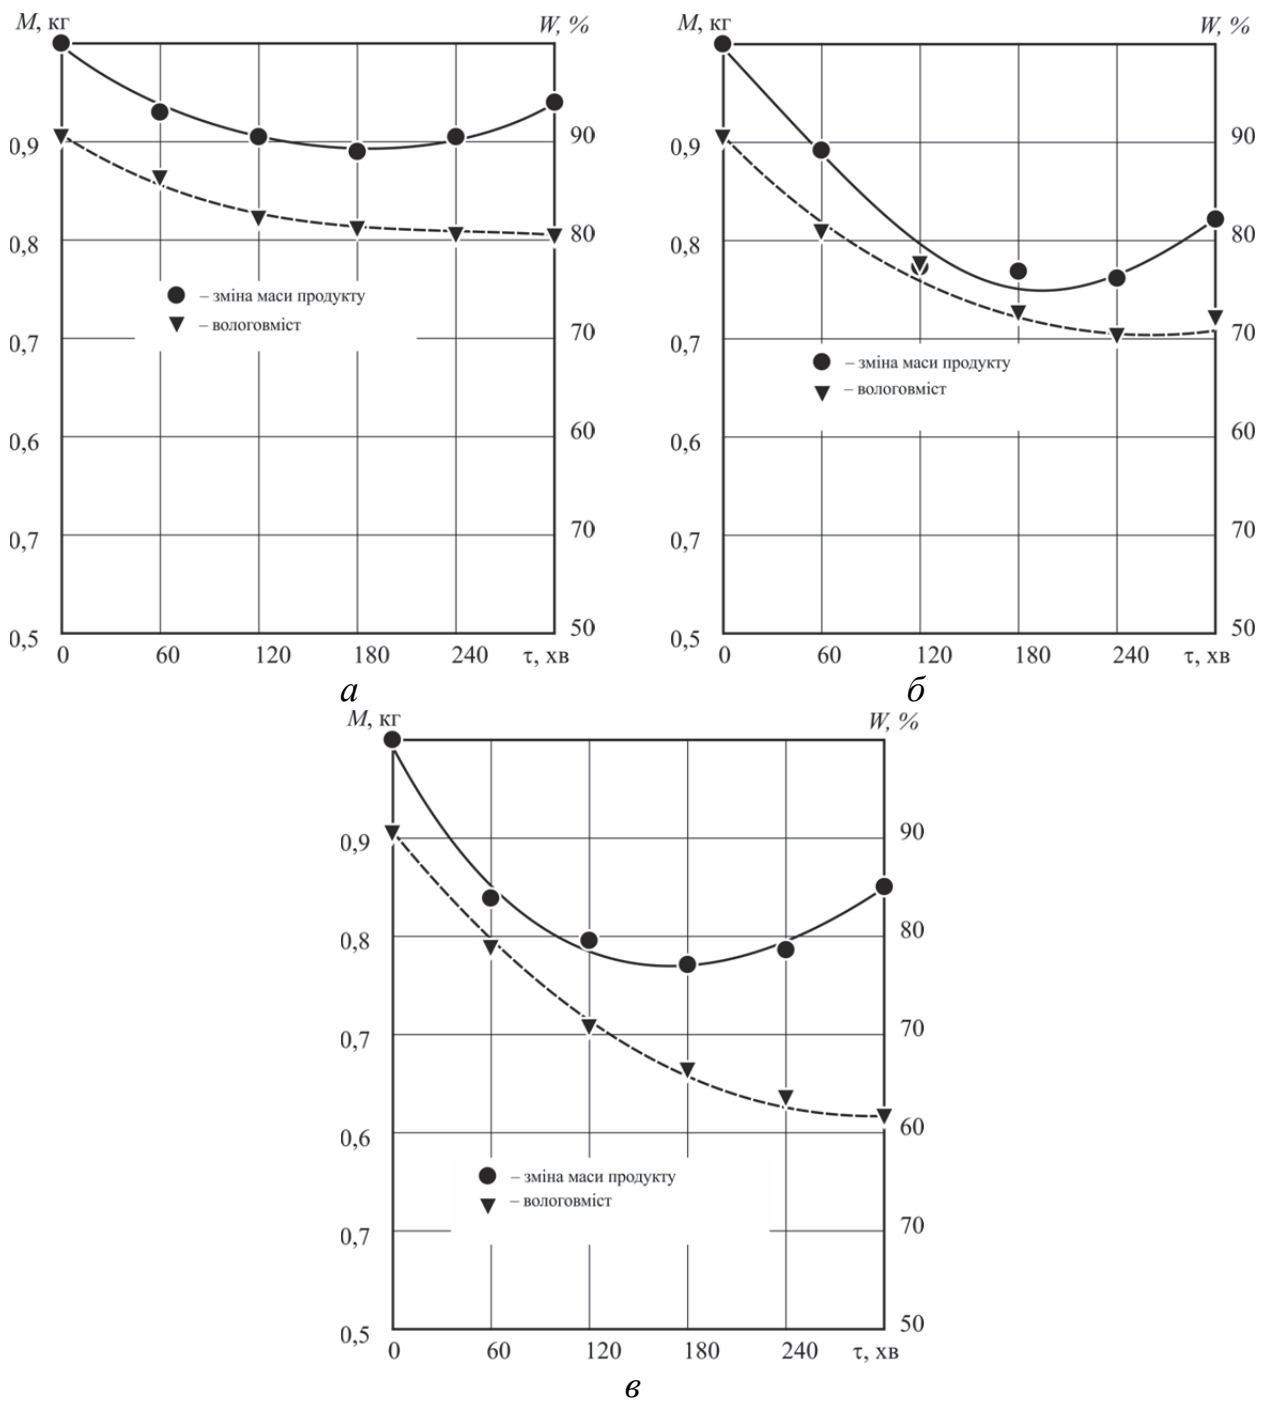 M, кг
W, %
0,9
90
0,8
80
– зміна маси продукту
– вологовміст
0,7
70
0,6
60
0,7
70
0,5
50
0 60 120 180 240 τ, хв
а
M, кг
W, %
0,9
90
0,8
80
0,7
70
– зміна маси продукту
– вологовміст
0,6
60
0,7
70
0,5
50
0 60 120 180 240 τ, хв
б
M, кг
W, %
0,9
90
0,8
80
0,7
70
0,6
60
– зміна маси продукту
– вологовміст
0,7
70
0,5
50
0 60 120 180 240 τ, хв
в